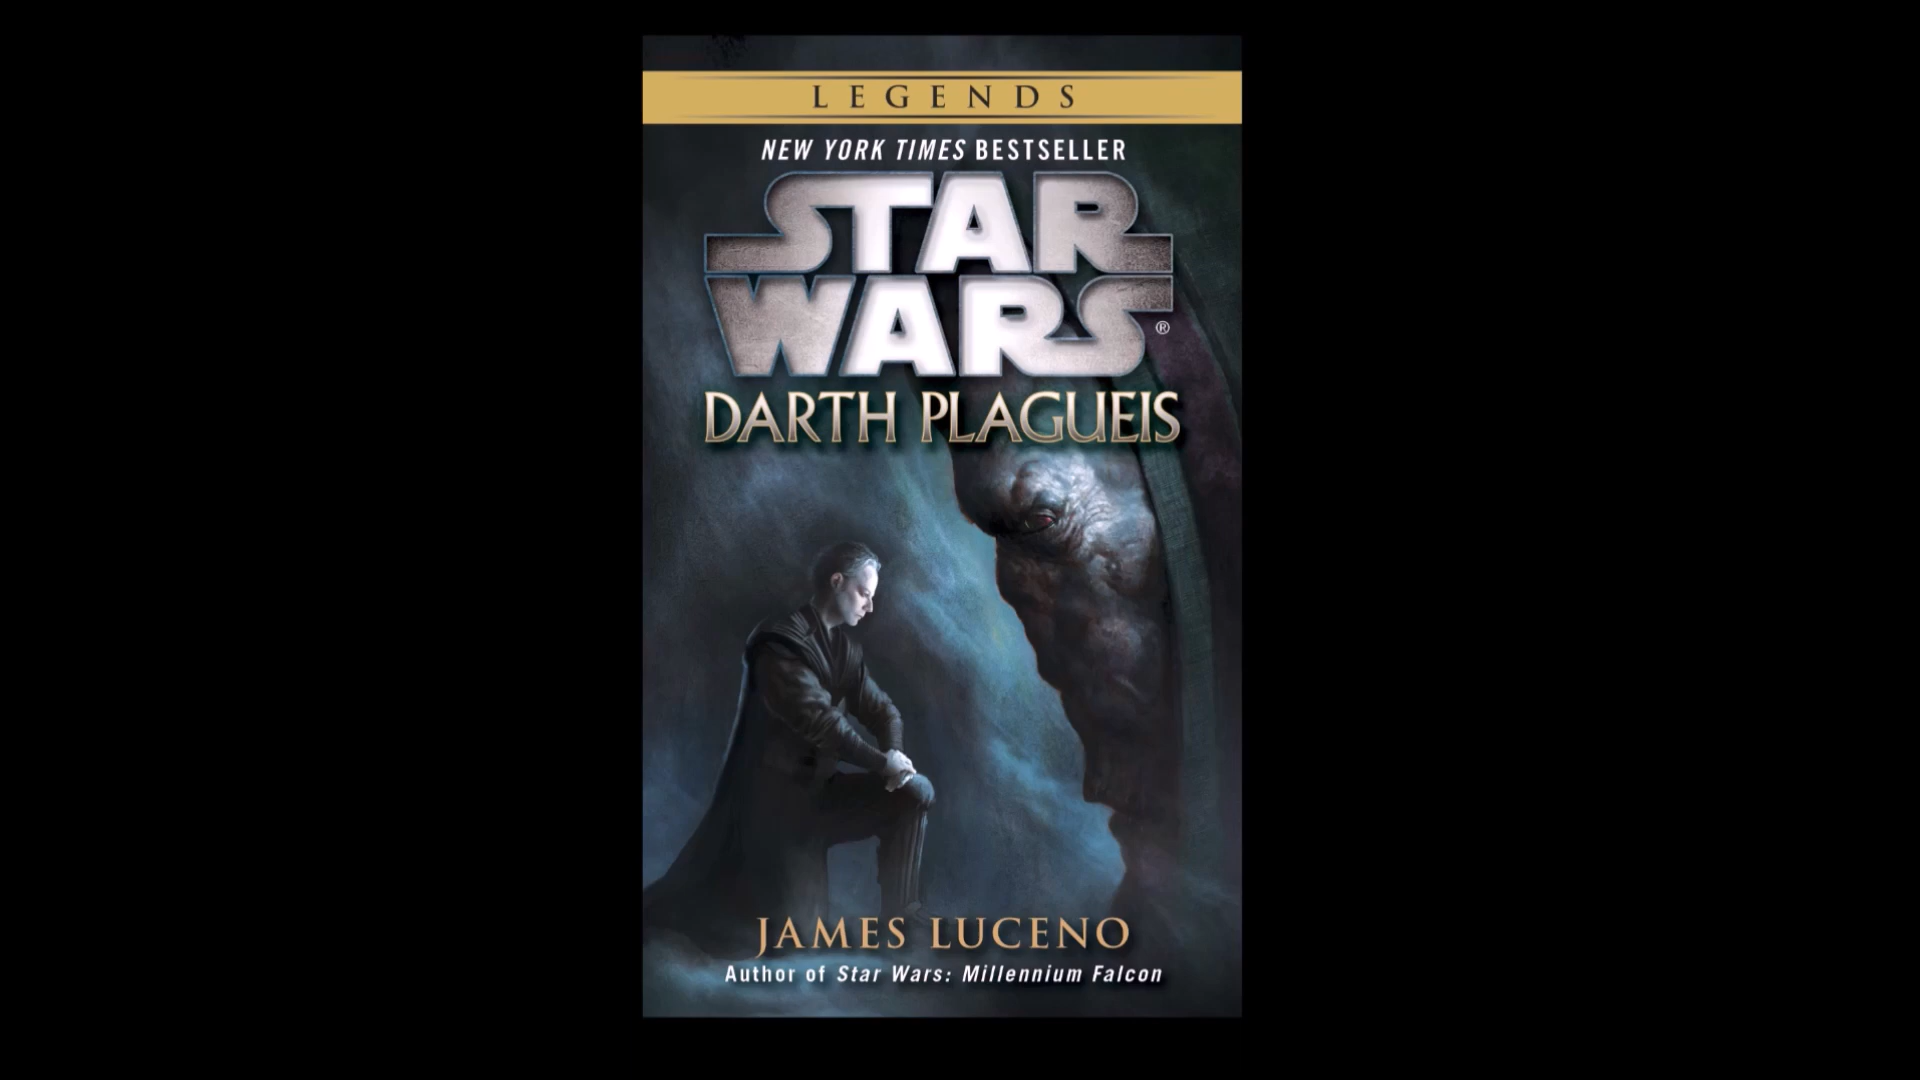 LEGENDS
NEW YORK TIMES BESTSELLER
STAR
WARS®
DARTH PLAGUEIS
JAMES LUCENO
Author of Star Wars: Millennium Falcon